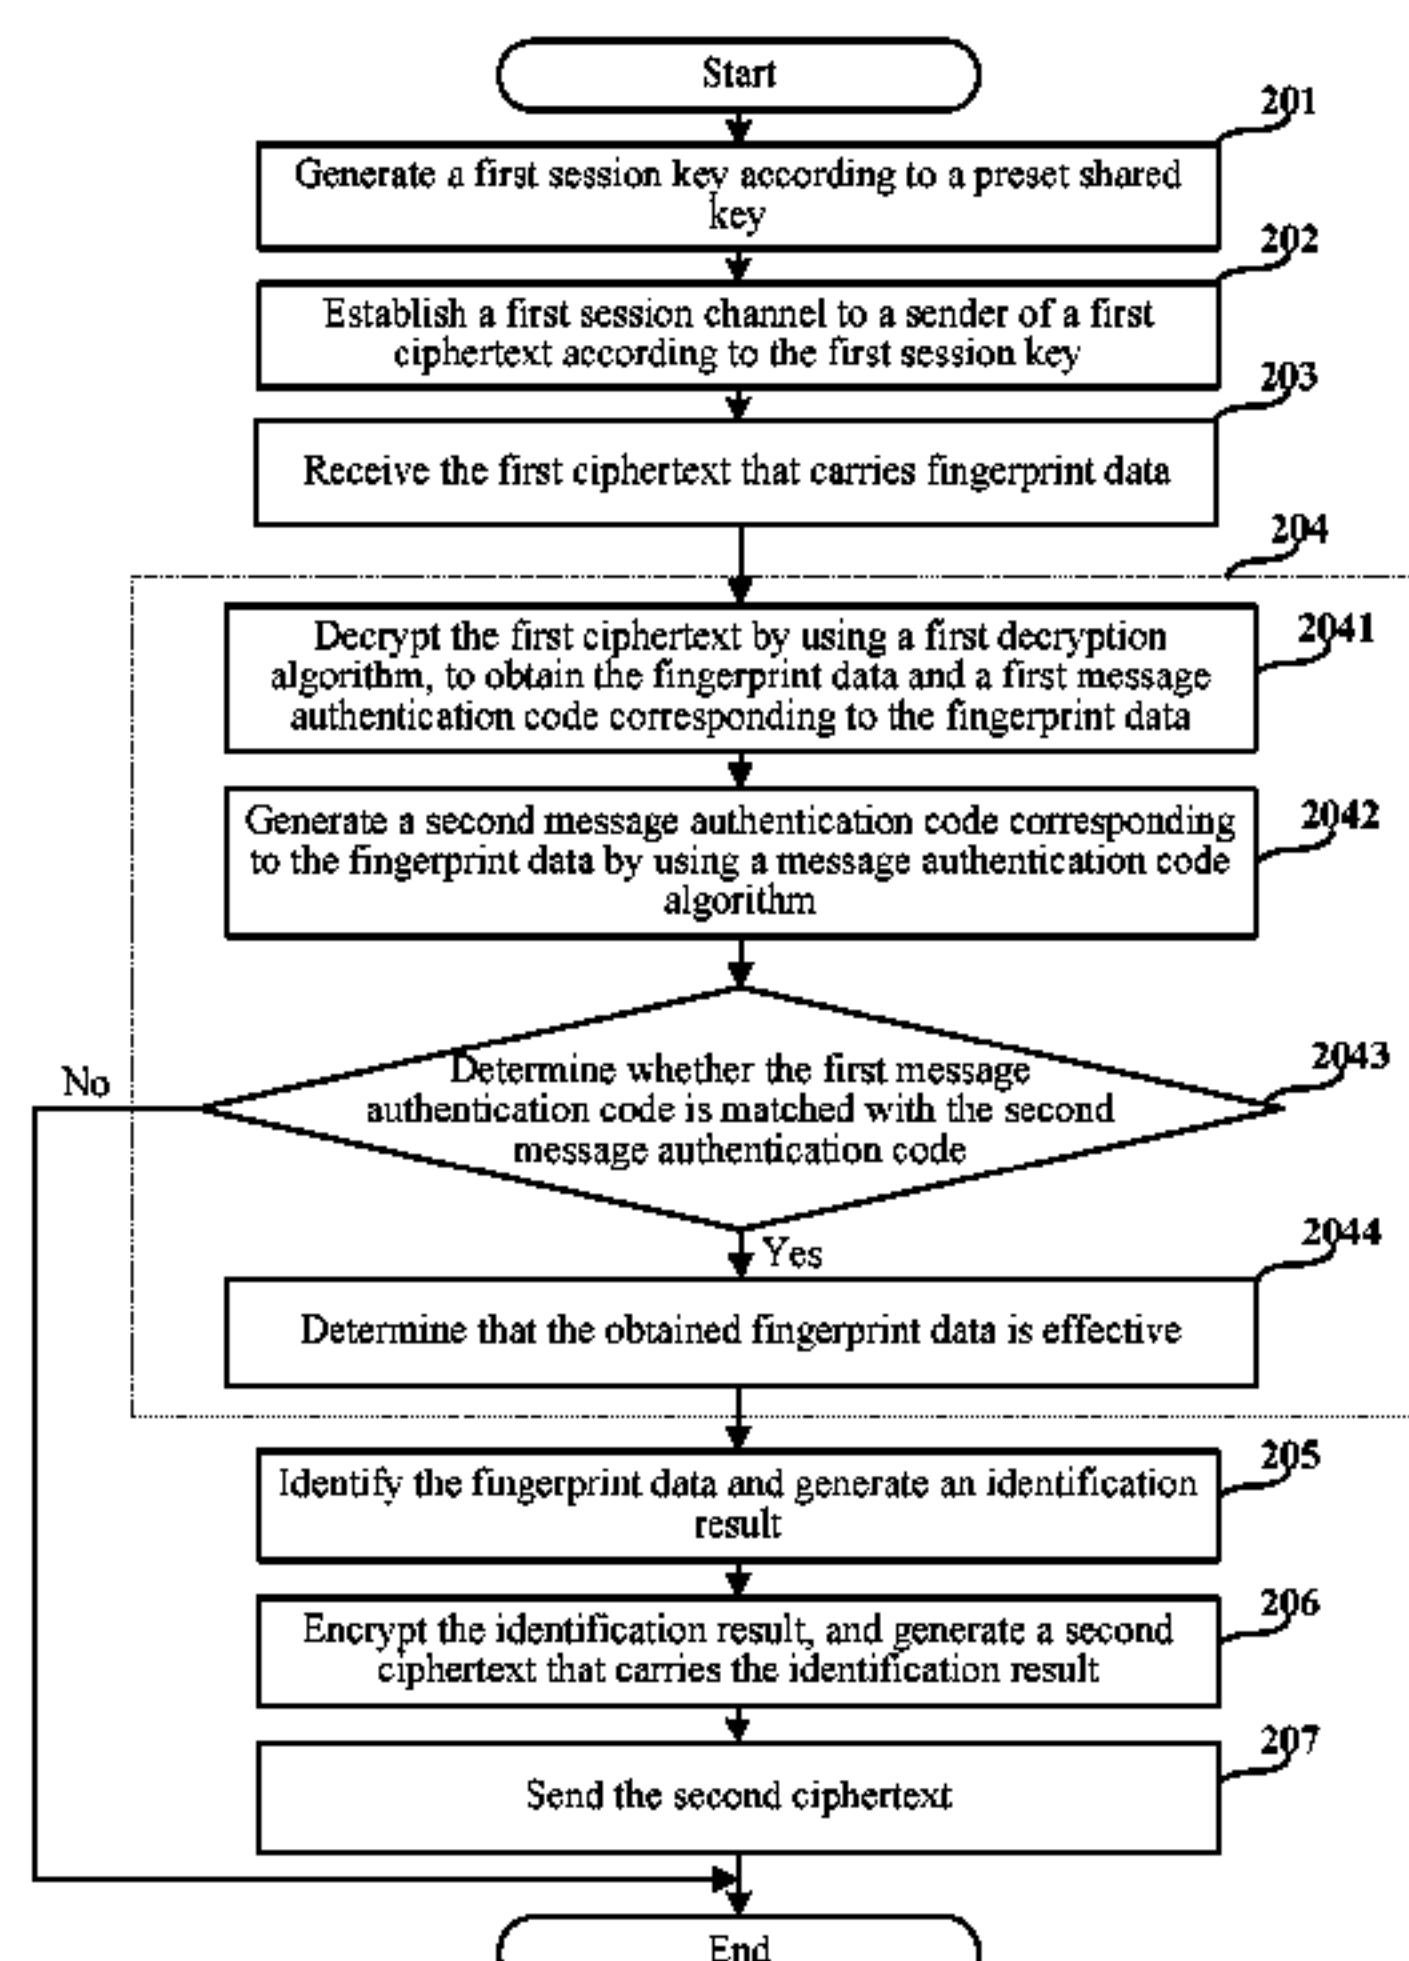 Start
201
Generate a first session key according to a preset shared
key
202
Establish a first session channel to a sender of a first
ciphertext according to the first session key
203
Receive the first ciphertext that carries fingerprint data
204
2041
Decrypt the first ciphertext by using a first decryption
algorithm, to obtain the fingerprint data and a first message
authentication code corresponding to the fingerprint data
2042
Generate a second message authentication code corresponding
to the fingerprint data by using a message authentication code
algorithm
No
2043
Determine whether the first message
authentication code is matched with the second
message authentication code
Yes
2044
Determine that the obtained fingerprint data is effective
205
Identify the fingerprint data and generate an identification
result
206
Encrypt the identification result, and generate a second
ciphertext that carries the identification result
207
Send the second ciphertext
End